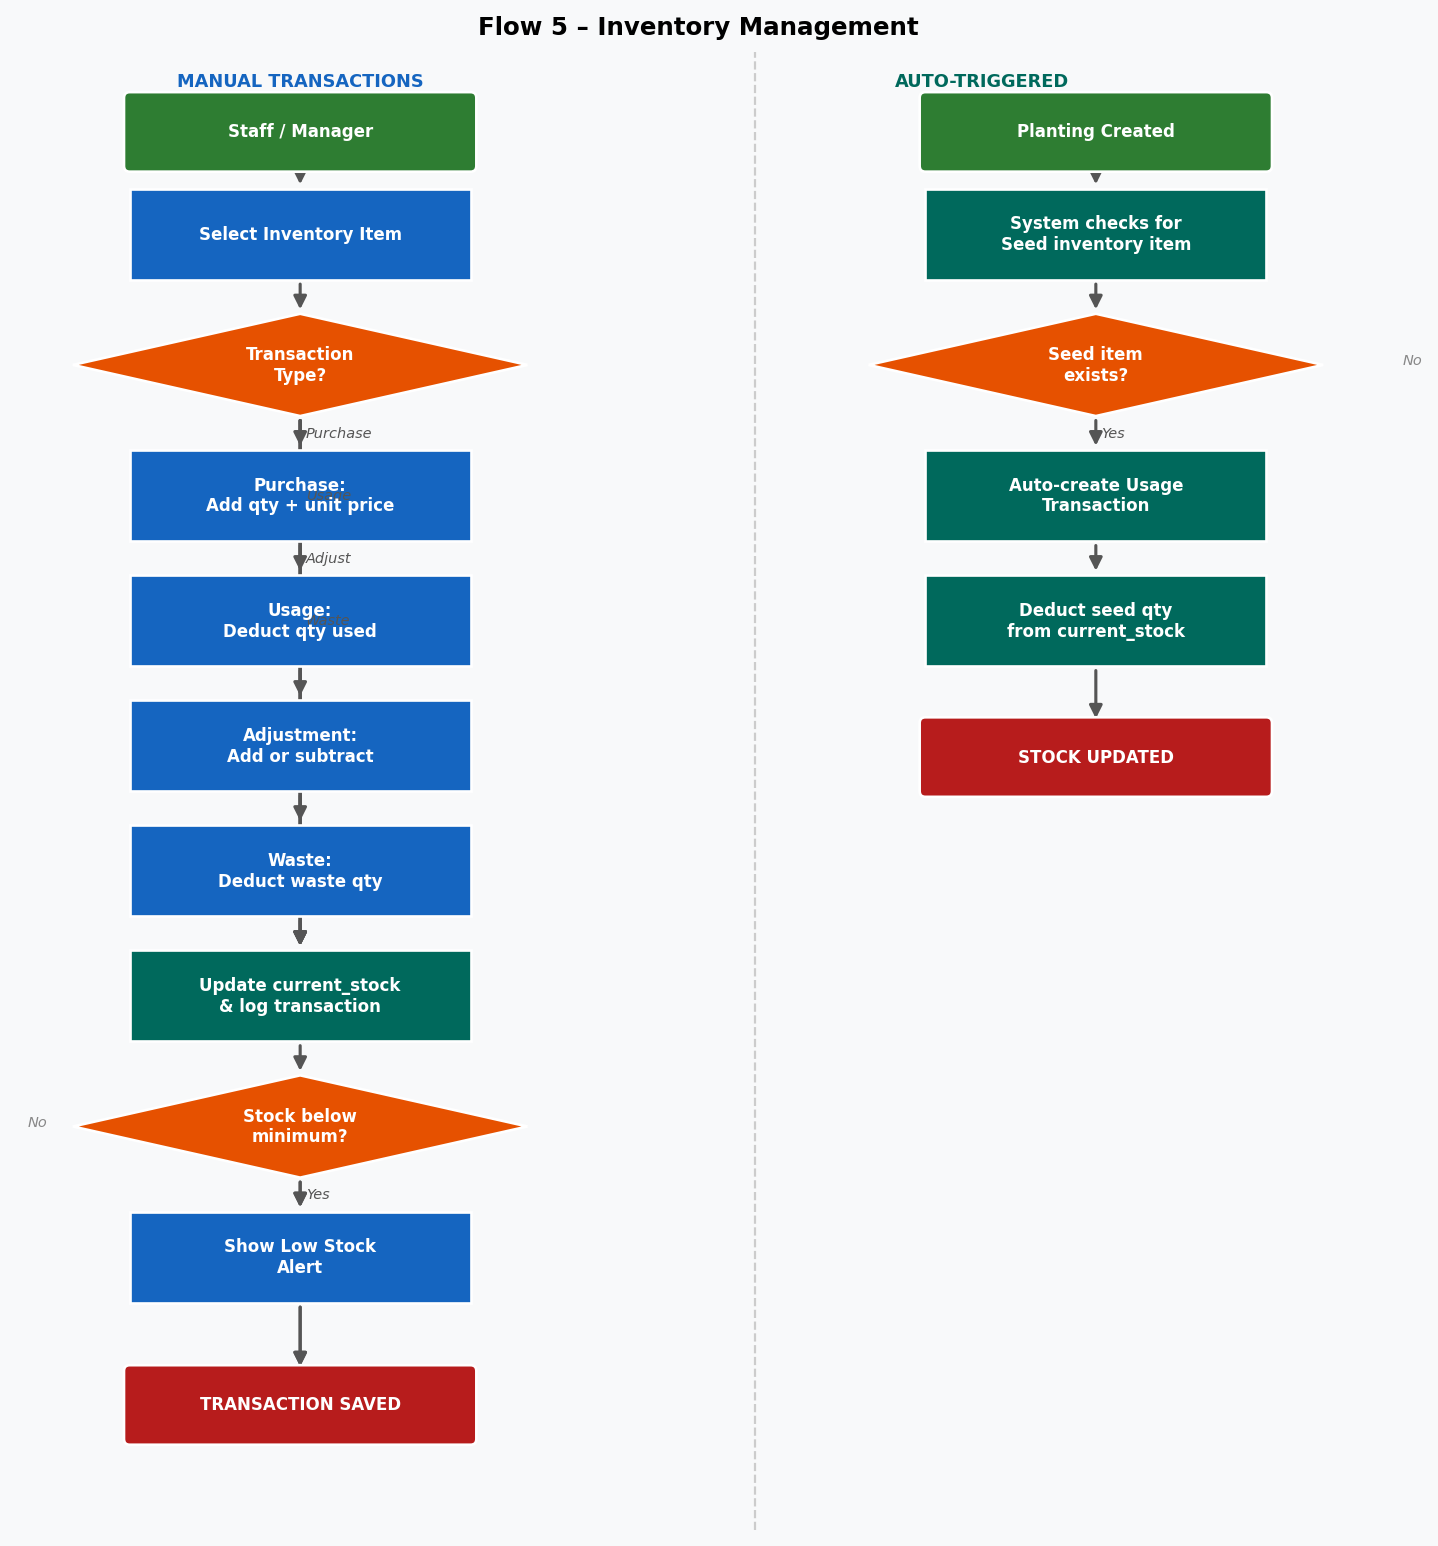 Flow 5 – Inventory Management
MANUAL TRANSACTIONS
Staff / Manager
Select Inventory Item
Transaction
Type?
Purchase
Purchase:
Add qty + unit price
Adjust
Usage:
Deduct qty used
Adjustment:
Add or subtract
Waste:
Deduct waste qty
Update current_stock
& log transaction
Stock below
minimum?
No
Yes
Show Low Stock
Alert
TRANSACTION SAVED
AUTO-TRIGGERED
Planting Created
System checks for
Seed inventory item
Seed item
exists?
No
Yes
Auto-create Usage
Transaction
Deduct seed qty
from current_stock
STOCK UPDATED